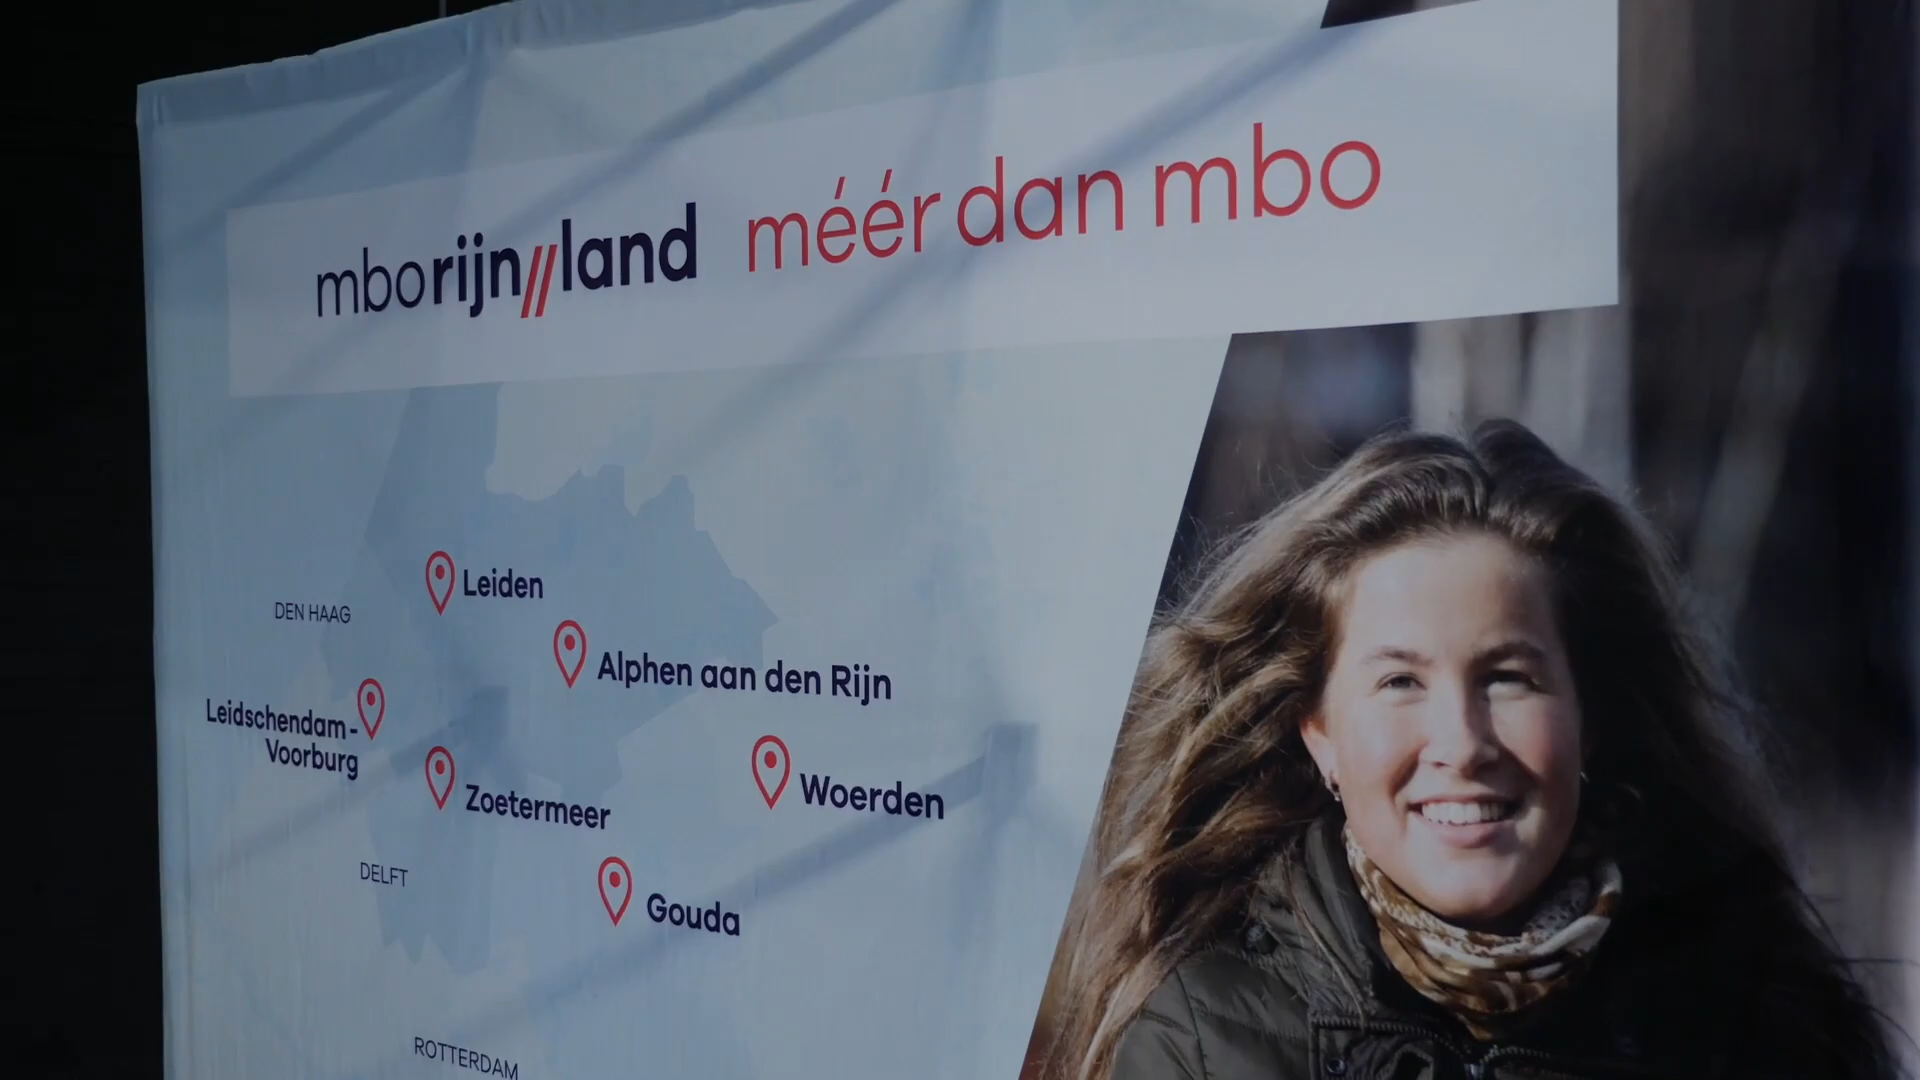 mborijn//land méér dan mbo
Leiden
DEN HAAG
Alphen aan den Rijn
Leidschendam-
Voorburg
Zoetermeer
Woerden
DELFT
Gouda
ROTTERDAM